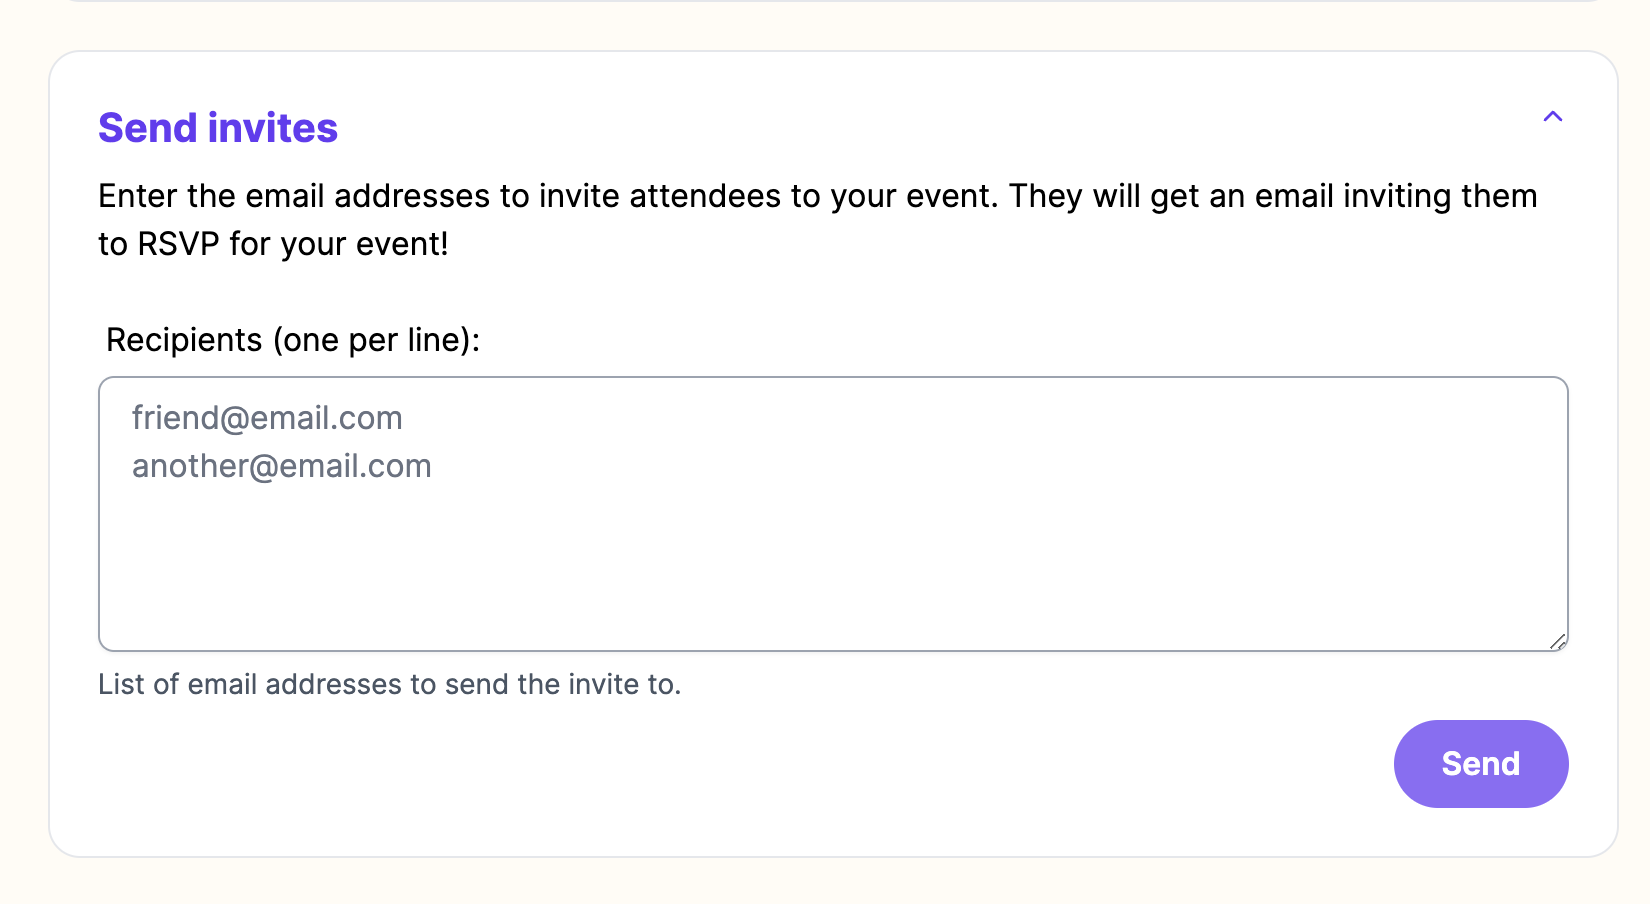 Send invites
Enter the email addresses to invite attendees to your event. They will get an email inviting them
to RSVP for your event!
Recipients (one per line):
friend@email.com
another@email.com
List of email addresses to send the invite to.
Send